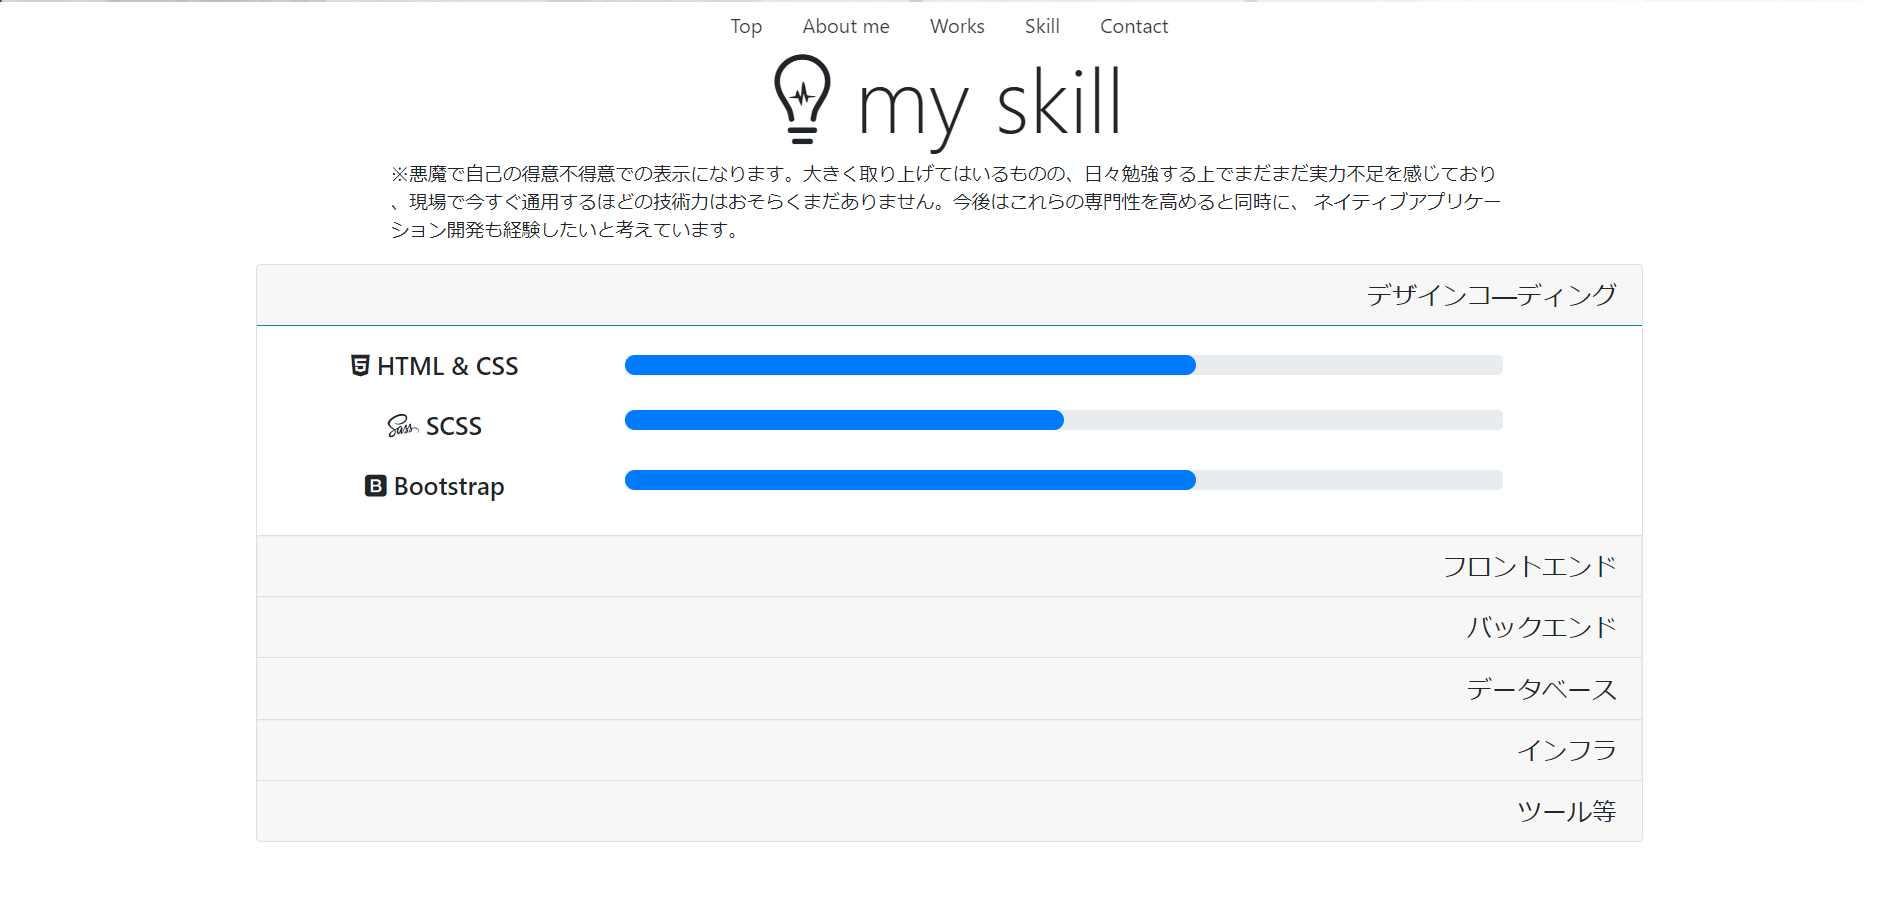 Top About me Works Skill Contact
my skill
※悪魔で自己の得意不得意での表示になります。大きく取り上げてはいるものの、日々勉強する上でまだまだ実力不足を感じており
、現場で今すぐ通用するほどの技術力はおそらくまだありません。今後はこれらの専門性を高めると同時に、 ネイティブアプリケー
ション開発も経験したいと考えています。
デザインコ―ディング
HTML & CSS
Sass SCSS
B Bootstrap
フロントエンド
バックエンド
データベース
インフラ
ツール等